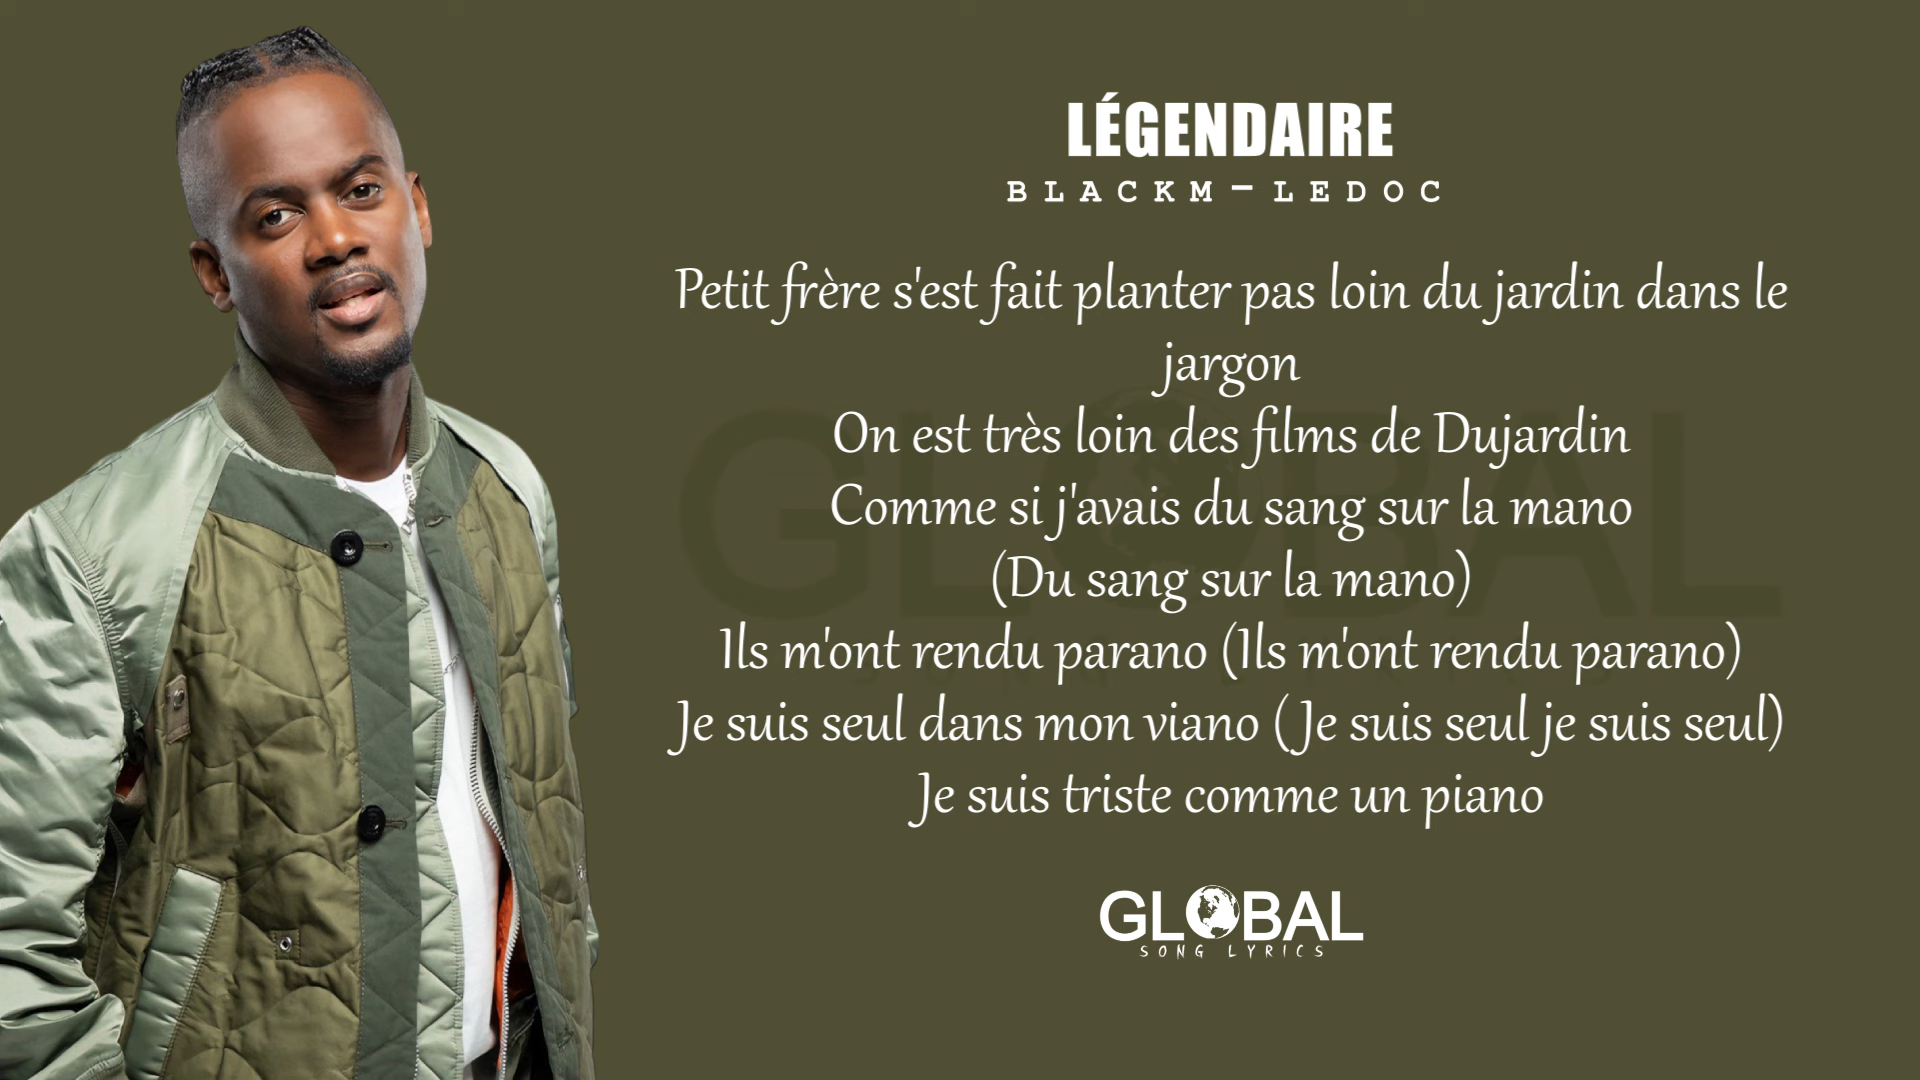 LÉGENDAIRE
BLACKM-LEDOC
Petit frère s'est fait planter pas loin du jardin dans le
jargon
On est très loin des films de Dujardin
Comme si j'avais du sang sur la mano
(Du sang sur la mano)
Ils m'ont rendu parano (Ils m'ont rendu parano)
Je suis seul dans mon viano ( Je suis seul je suis seul)
Je suis triste comme un piano
GLOBAL
SONG LYRICS